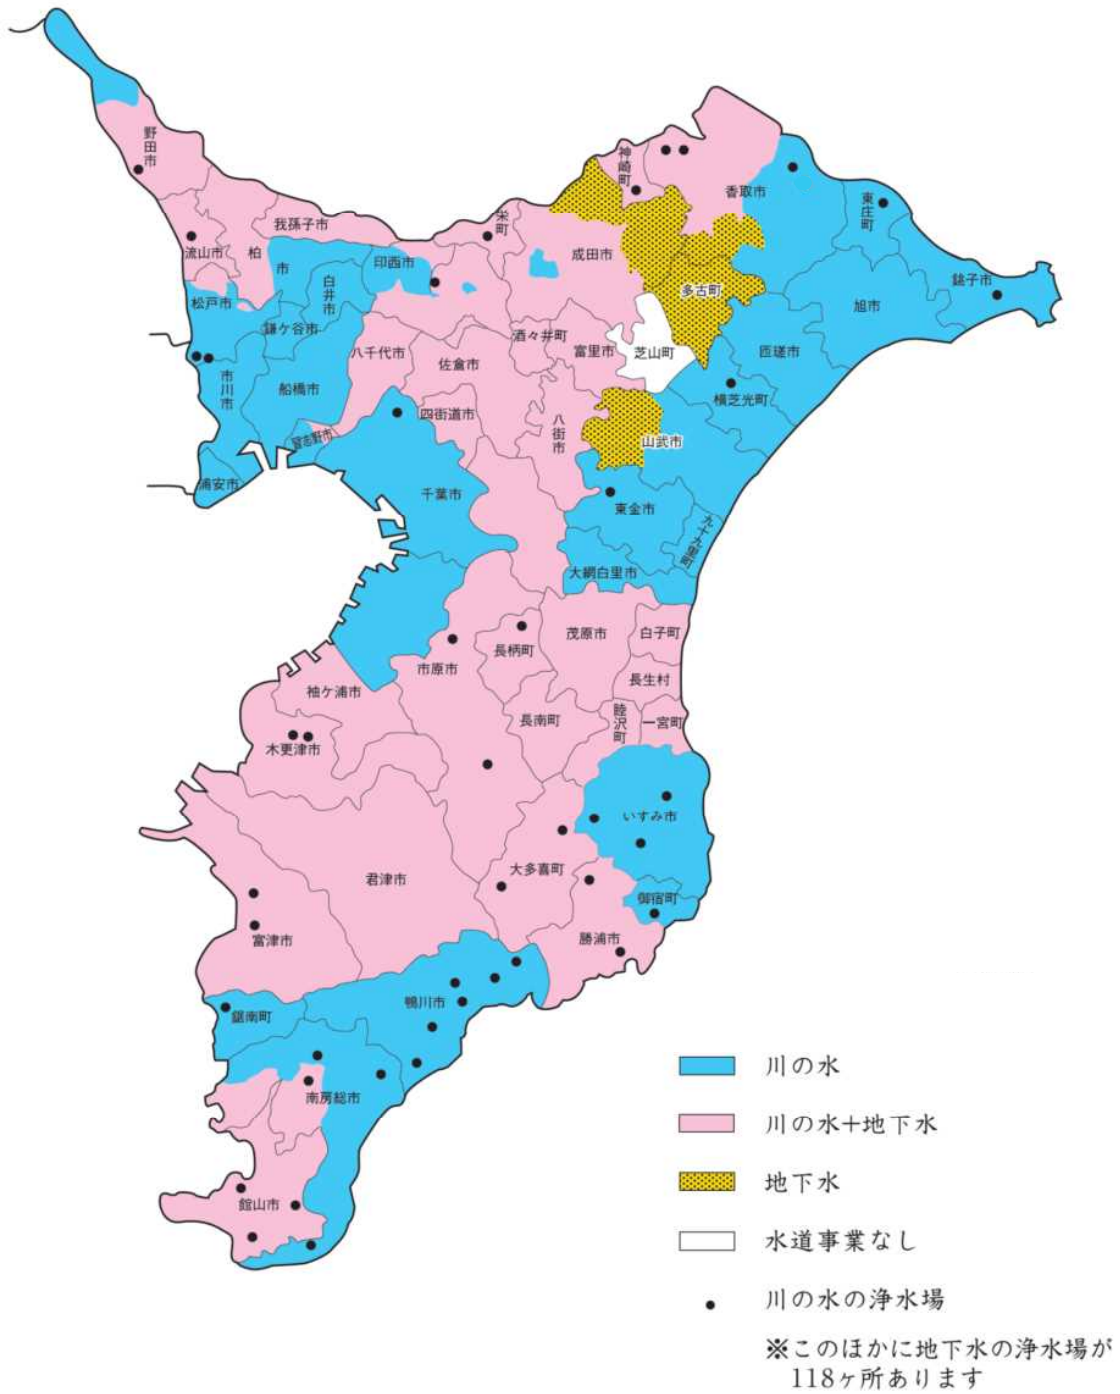 野田市
流山市
柏
市
我孫子市
松戸市
鎌ケ谷市
白井市
印西市
栄町
神崎町
香取市
東庄町
銚子市
旭市
匝瑳市
横芝光町
多古町
成田市
芝山町
富里市
酒々井町
佐倉市
八千代市
四街道市
八街市
山武市
市川市
船橋市
習志野市
浦安市
千葉市
東金市
九十九里町
大網白里市
茂原市
白子町
長柄町
市原市
長生村
袖ケ浦市
長南町
睦沢町
一宮町
木更津市
いすみ市
大多喜町
君津市
御宿町
富津市
勝浦市
鴨川市
鋸南町
南房総市
館山市
川の水
川の水+地下水
地下水
水道事業なし
川の水の浄水場
※このほかに地下水の浄水場が
118ヶ所あります